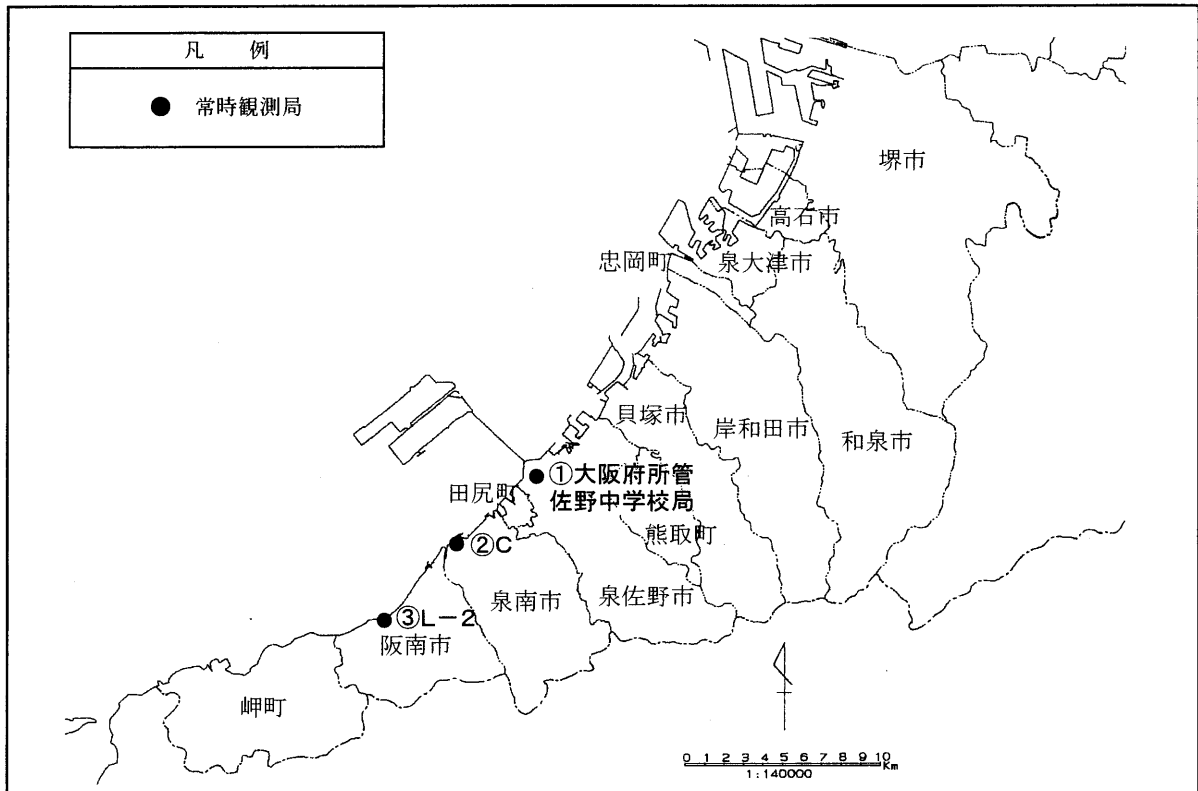 凡 例
● 常時観測局
堺市
高石市
忠岡町
泉大津市
貝塚市
岸和田市
和泉市
①大阪府所管
佐野中学校局
田尻町
熊取町
②C
泉南市
泉佐野市
③L-2
阪南市
岬町
0 1 2 3 4 5 6 7 8 9 10
Km
1:140000